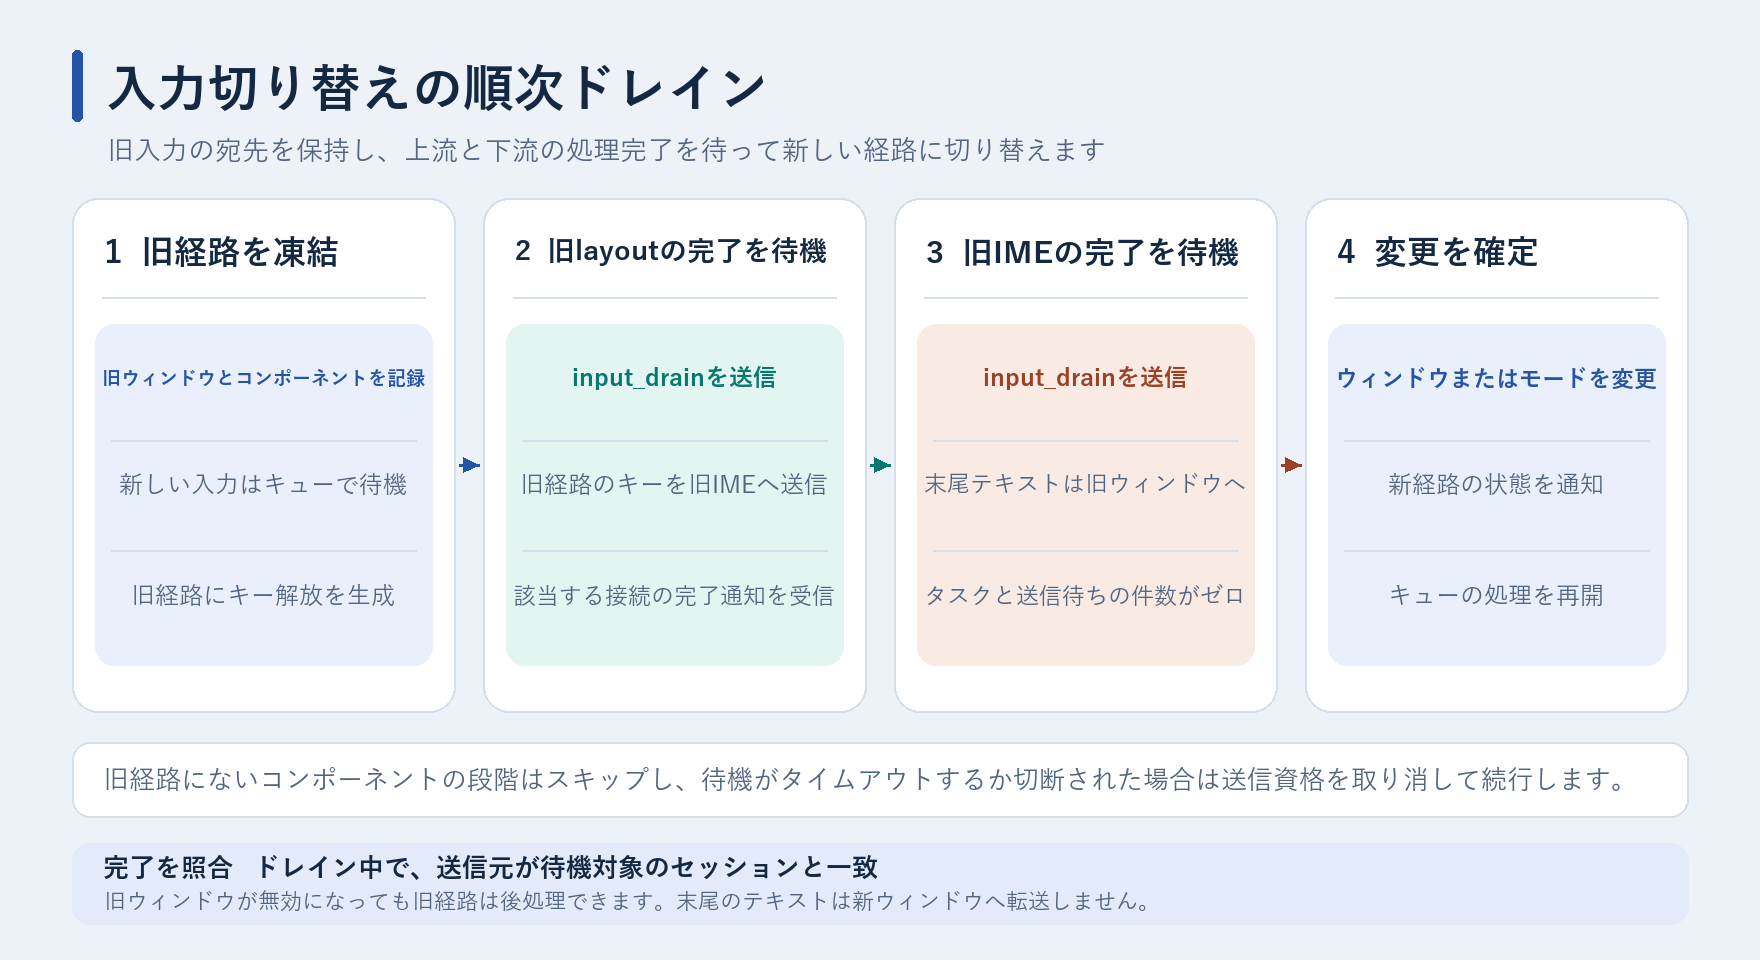 入力切り替えの順次ドレイン
旧入力の宛先を保持し、上流と下流の処理完了を待って新しい経路に切り替えます
1 旧経路を凍結
旧ウィンドウとコンポーネントを記録
新しい入力はキューで待機
旧経路にキー解放を生成
2 旧layoutの完了を待機
input_drainを送信
旧経路のキーを旧IMEへ送信
該当する接続の完了通知を受信
3 旧IMEの完了を待機
input_drainを送信
末尾テキストは旧ウィンドウへ
タスクと送信待ちの件数がゼロ
4 変更を確定
ウィンドウまたはモードを変更
新経路の状態を通知
キューの処理を再開
旧経路にないコンポーネントの段階はスキップし、待機がタイムアウトするか切断された場合は送信資格を取り消して続行します。
完了を照合 ドレイン中で、送信元が待機対象のセッションと一致
旧ウィンドウが無効になっても旧経路は後処理できます。末尾のテキストは新ウィンドウへ転送しません。